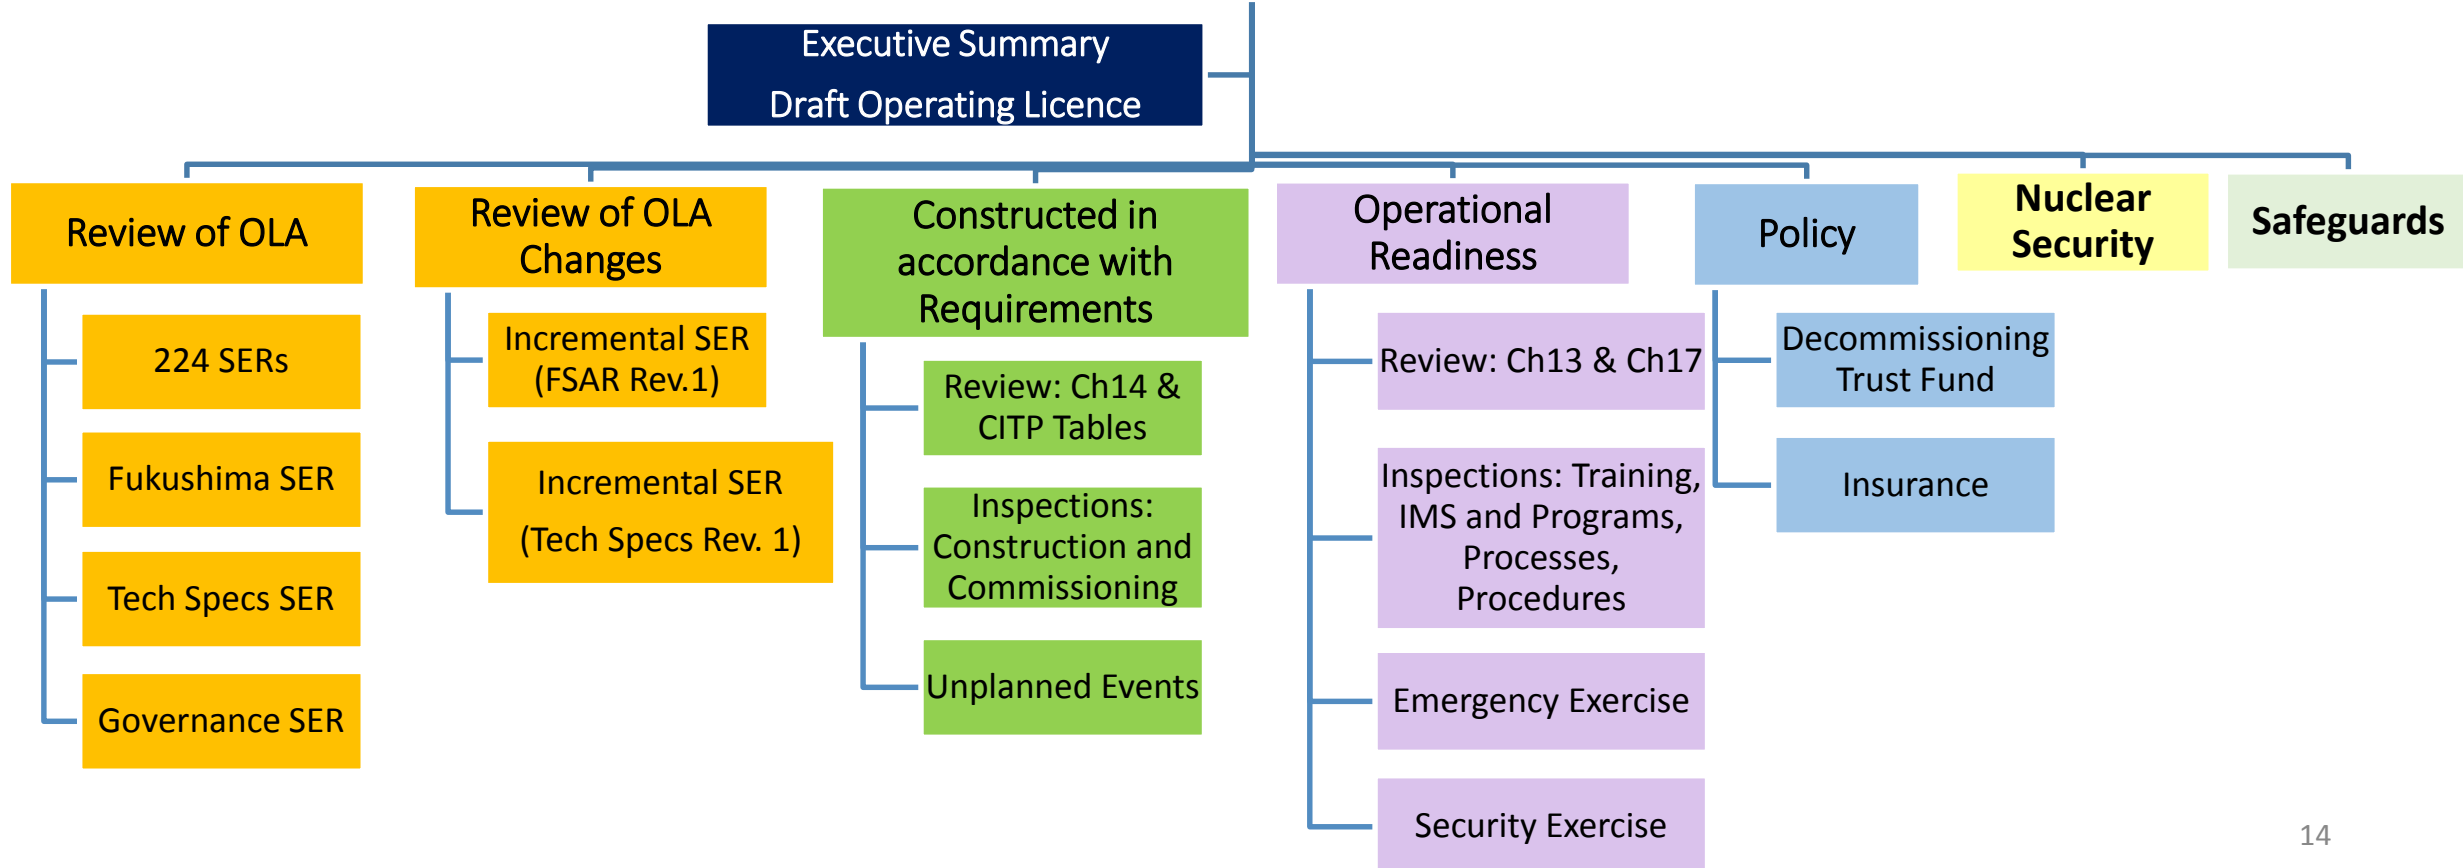 Executive Summary
Draft Operating Licence
Review of OLA
224 SERs
Fukushima SER
Tech Specs SER
Governance SER
Review of OLA
Changes
Incremental SER
(FSAR Rev.1)
Incremental SER
(Tech Specs Rev. 1)
Constructed in
accordance with
Requirements
Review: Ch14 &
CITP Tables
Inspections:
Construction and
Commissioning
Unplanned Events
Operational
Readiness
Review: Ch13 & Ch17
Inspections: Training,
IMS and Programs,
Processes,
Procedures
Emergency Exercise
Security Exercise
Policy
Decommissioning
Trust Fund
Insurance
Nuclear
Security
Safeguards
14